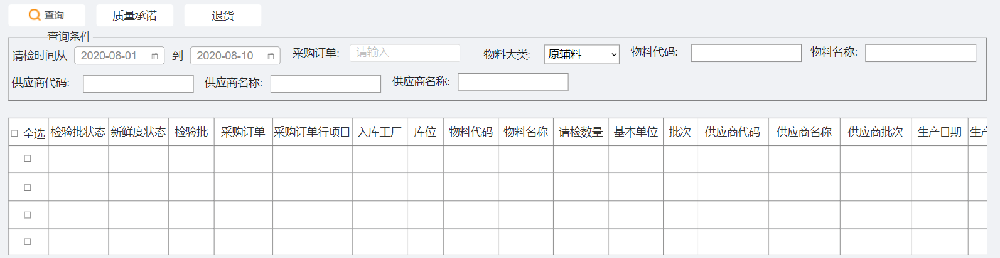 查询 质量承诺 退货
查询条件
请检时间从 2020-08-01 到 2020-08-10 采购订单: 请输入 物料大类: 原辅料 物料代码: 物料名称:
供应商代码: 供应商名称: 供应商名称:
全选 检验批状态 新鲜度状态 检验批 采购订单 采购订单行项目 入库工厂 库位 物料代码 物料名称 请检数量 基本单位 批次 供应商代码 供应商名称 供应商批次 生产日期 生产